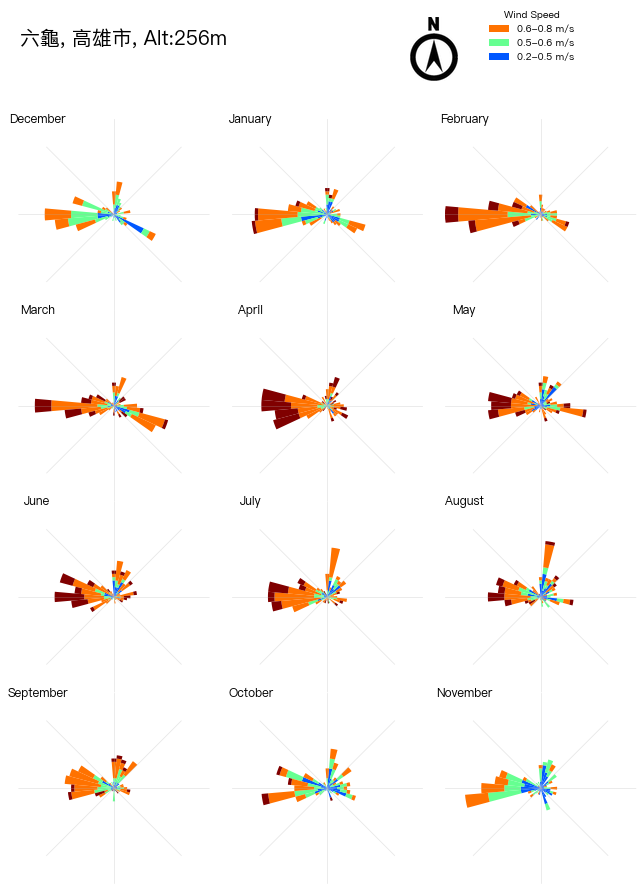 六龜, 高雄市, Alt:256m
N
Wind Speed
0.6–0.8 m/s
0.5–0.6 m/s
0.2–0.5 m/s
December
January
February
March
April
May
June
July
August
September
October
November